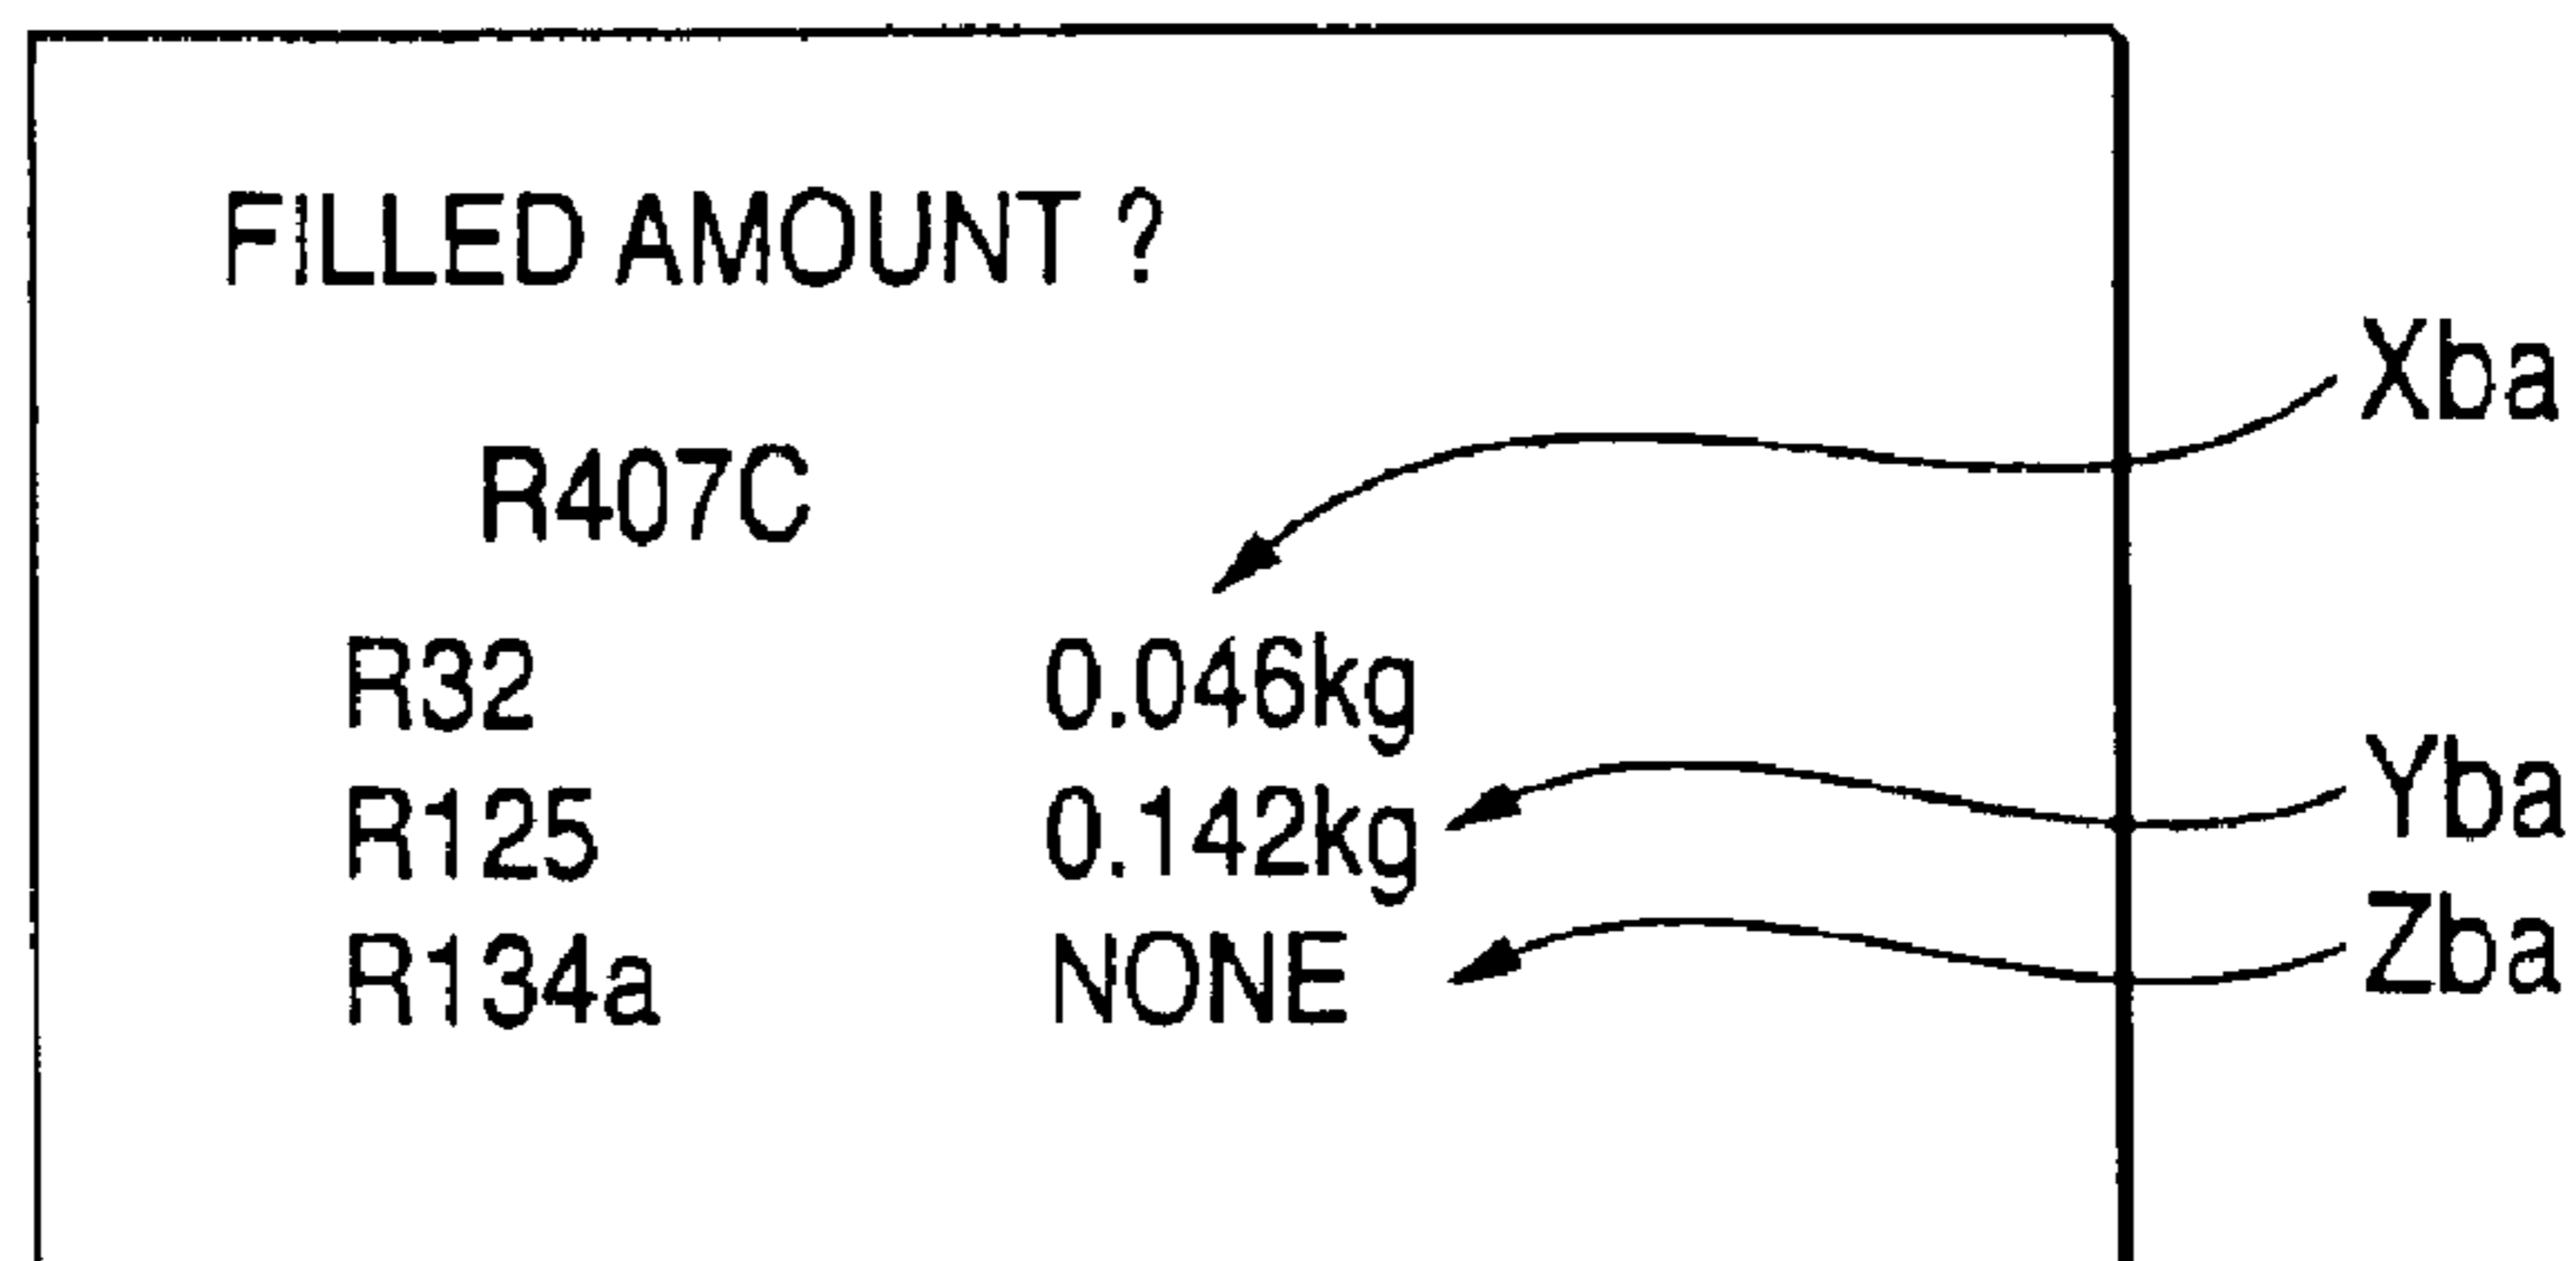 FILLED AMOUNT ?
Xba
R407C
R32 0.046kg
R125 0.142kg
Yba
R134a NONE
Zba